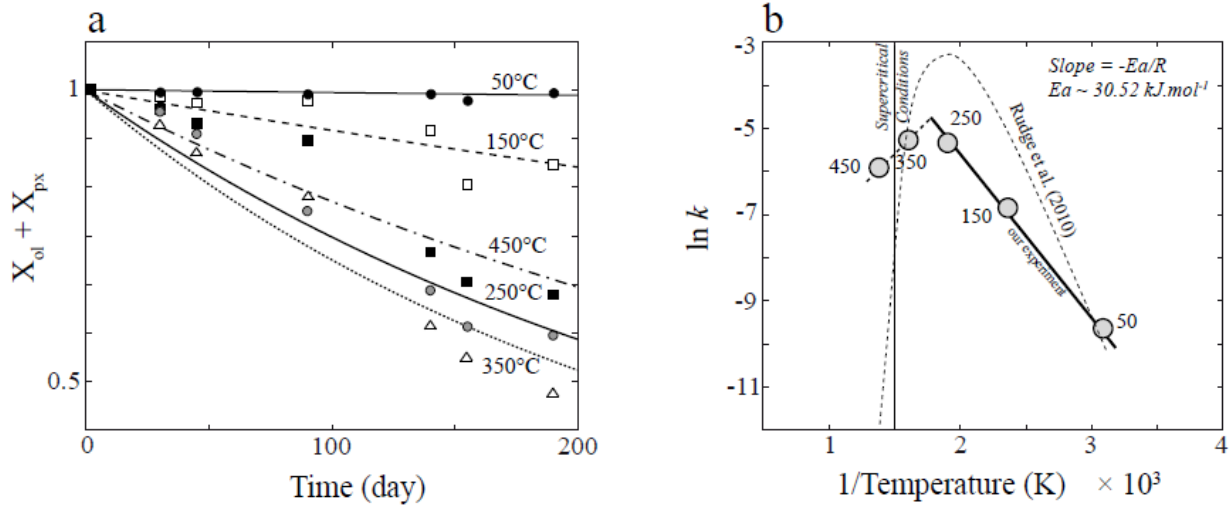 a
X_ol + X_px
1
0.5
50°C
150°C
450°C
250°C
350°C
0
100
200
Time (day)
b
ln k
-3
-5
-7
-9
-11
Supercritical
Conditions
Slope = -Ea/R
Ea ~ 30.52 kJ.mol⁻¹
Rudge et al. (2010)
our experiment
450
350
250
150
50
1
2
3
4
1/Temperature (K) × 10³